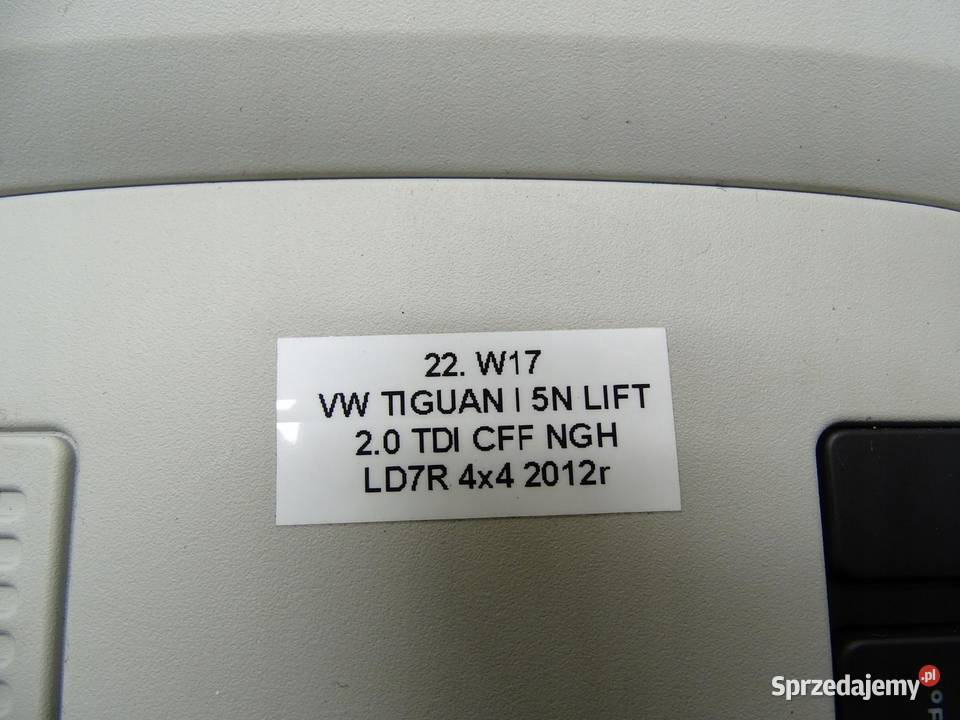 22. W17
VW TIGUAN I 5N LIFT
2.0 TDI CFF NGH
LD7R 4x4 2012r
Sprzedajemy.pl